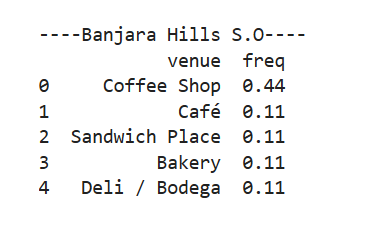 ----Banjara Hills S.O----
venue freq
0 Coffee Shop 0.44
1 Café 0.11
2 Sandwich Place 0.11
3 Bakery 0.11
4 Deli / Bodega 0.11